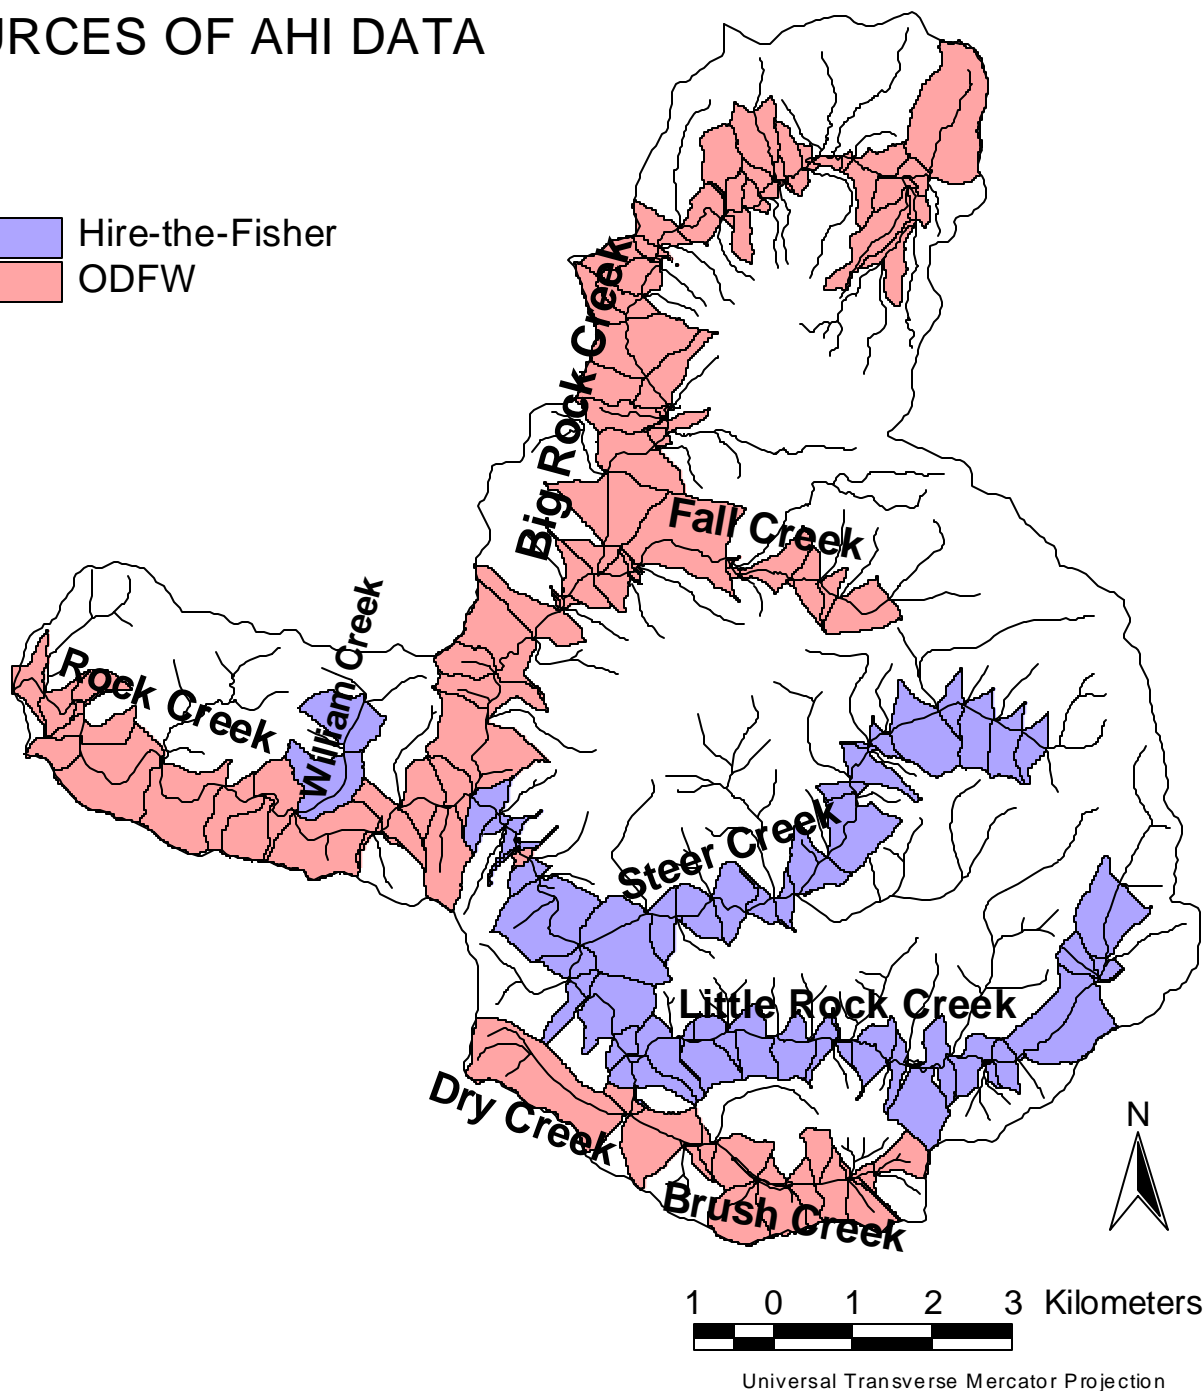 URCES OF AHI DATA
Hire-the-Fisher
ODFW
Big Rock Creek
Fall Creek
William Creek
Rock Creek
Steer Creek
Little Rock Creek
Dry Creek
Brush Creek
N
1 0 1 2 3 Kilometers
Universal Transverse Mercator Projection